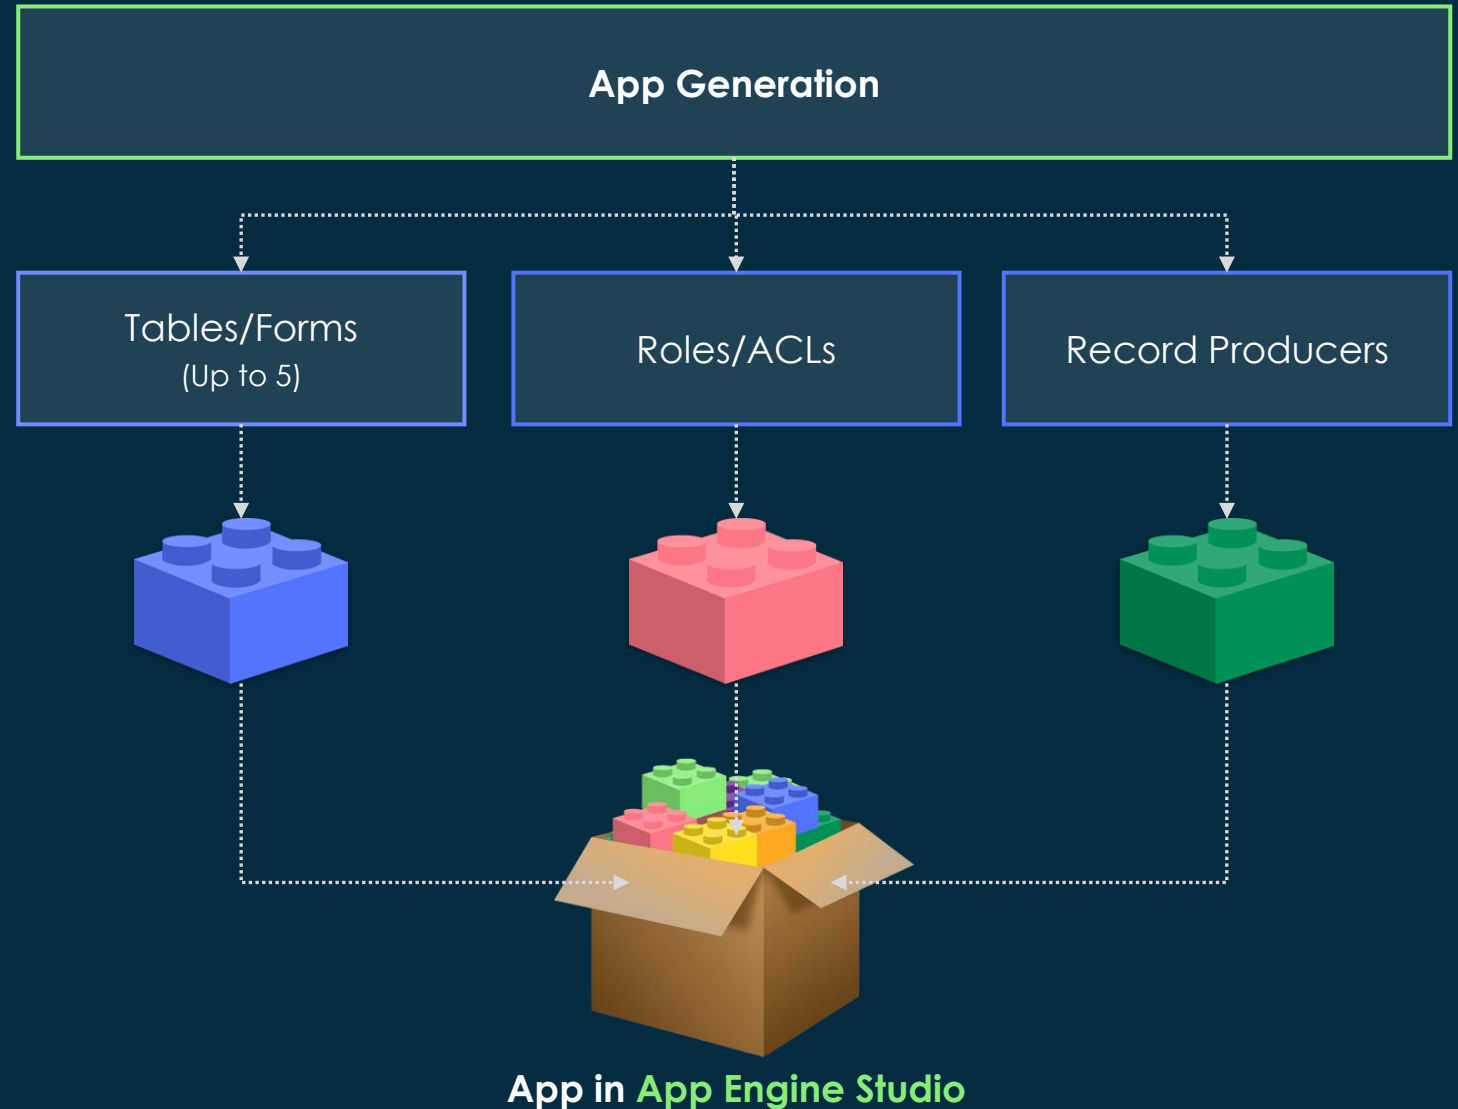 App Generation
Tables/Forms
(Up to 5)
Roles/ACLs
Record Producers
App in App Engine Studio